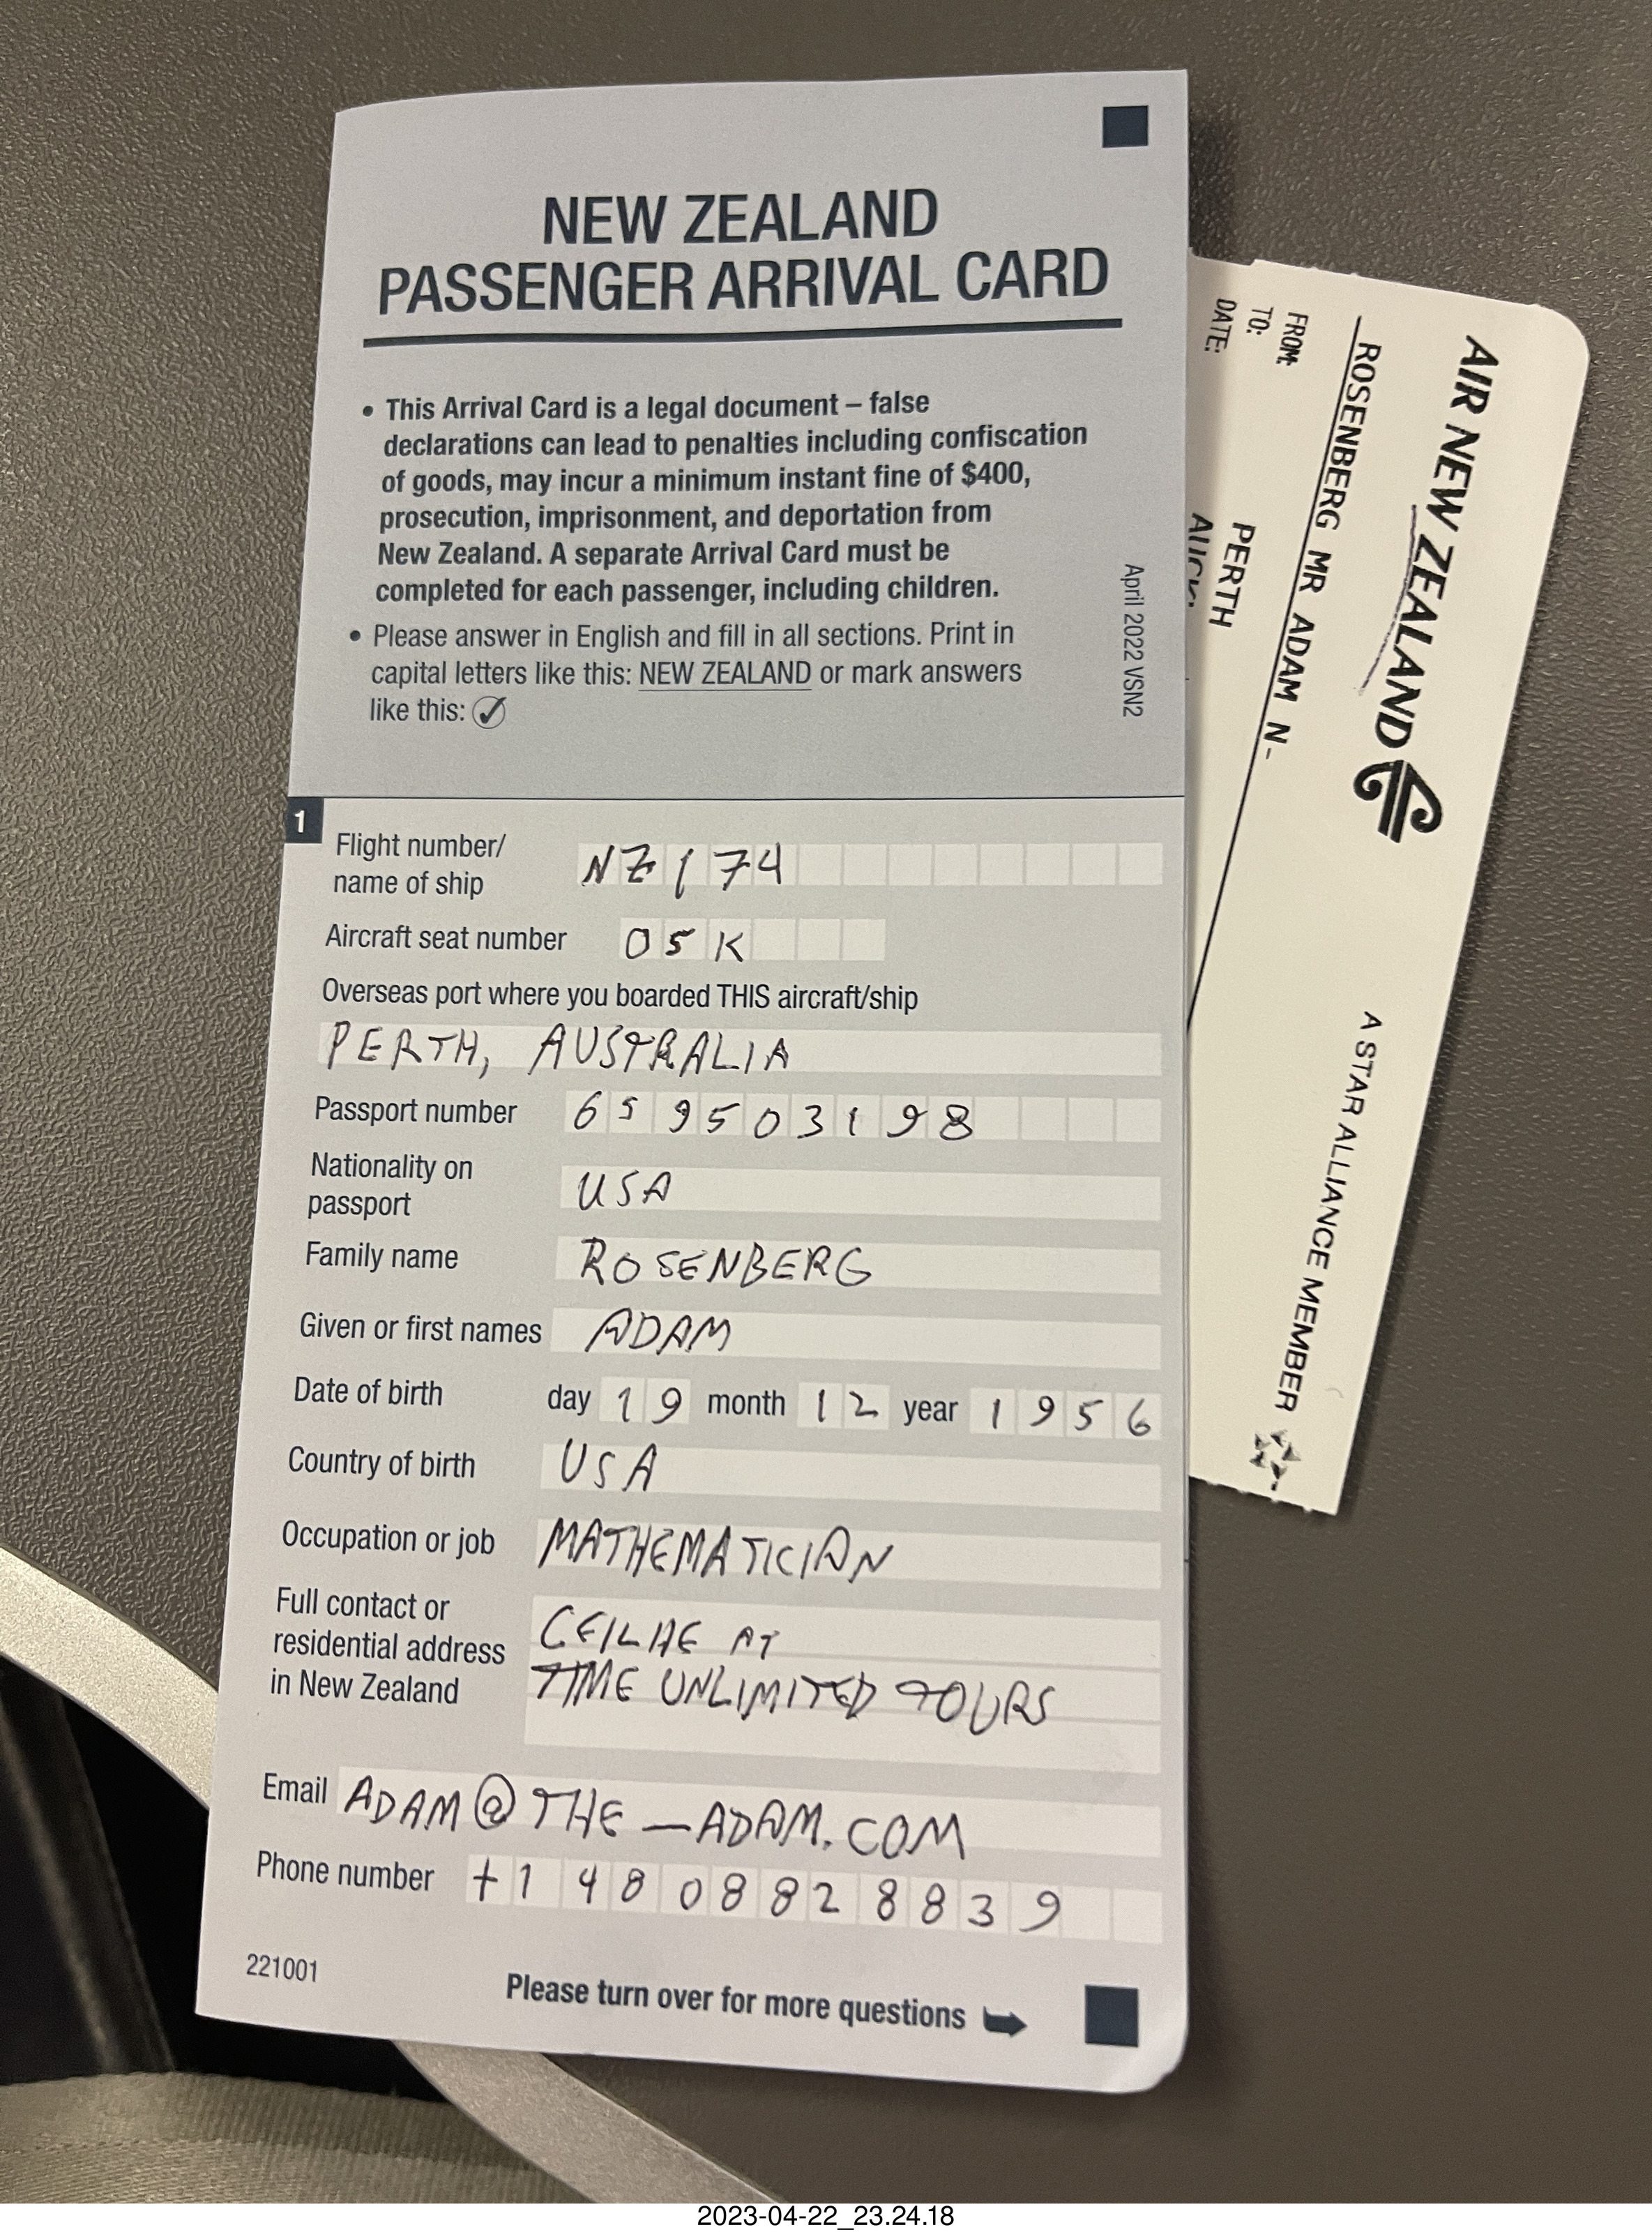 NEW ZEALAND
PASSENGER ARRIVAL CARD
• This Arrival Card is a legal document – false
declarations can lead to penalties including confiscation
of goods, may incur a minimum instant fine of $400,
prosecution, imprisonment, and deportation from
New Zealand. A separate Arrival Card must be
completed for each passenger, including children.
• Please answer in English and fill in all sections. Print in
capital letters like this: NEW ZEALAND or mark answers
like this: ✓
April 2022 VSN2
1
Flight number/
name of ship
NZ174
Aircraft seat number 05K
Overseas port where you boarded THIS aircraft/ship
PERTH, AUSTRALIA
Passport number 659503198
Nationality on
passport
USA
Family name ROSENBERG
Given or first names ADAM
Date of birth day 19 month 12 year 1956
Country of birth USA
Occupation or job MATHEMATICIAN
Full contact or
residential address
in New Zealand
AT
TIME UNLIMITED TOURS
Email ADAM@THE-ADAM.COM
Phone number +1 480 882 8839
221001
Please turn over for more questions
AIR NEW ZEALAND
A STAR ALLIANCE MEMBER
ROSENBERG MR ADAM N-
FROM: PERTH
TO:
DATE:
2023-04-22_23.24.18